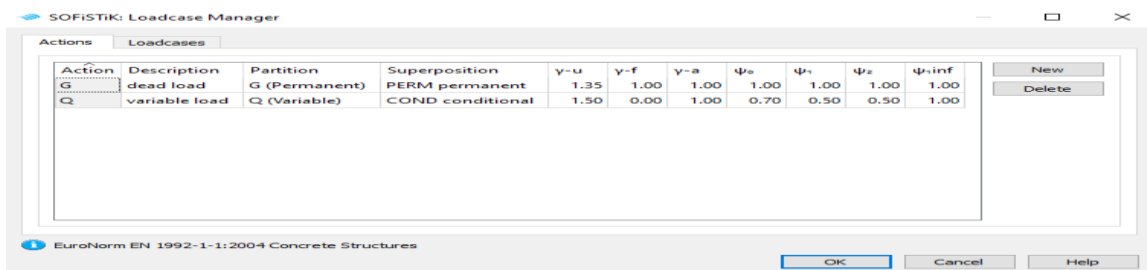 SOFiSTiK: Loadcase Manager
Actions Loadcases
Action Description Partition Superposition γ-u γ-f γ-a ψ₀ ψ₁ ψ₂ ψ₁inf New
G dead load G (Permanent) PERM permanent 1.35 1.00 1.00 1.00 1.00 1.00 1.00 Delete
Q variable load Q (Variable) COND conditional 1.50 0.00 1.00 0.70 0.50 0.50 1.00
EuroNorm EN 1992-1-1:2004 Concrete Structures
OK Cancel Help